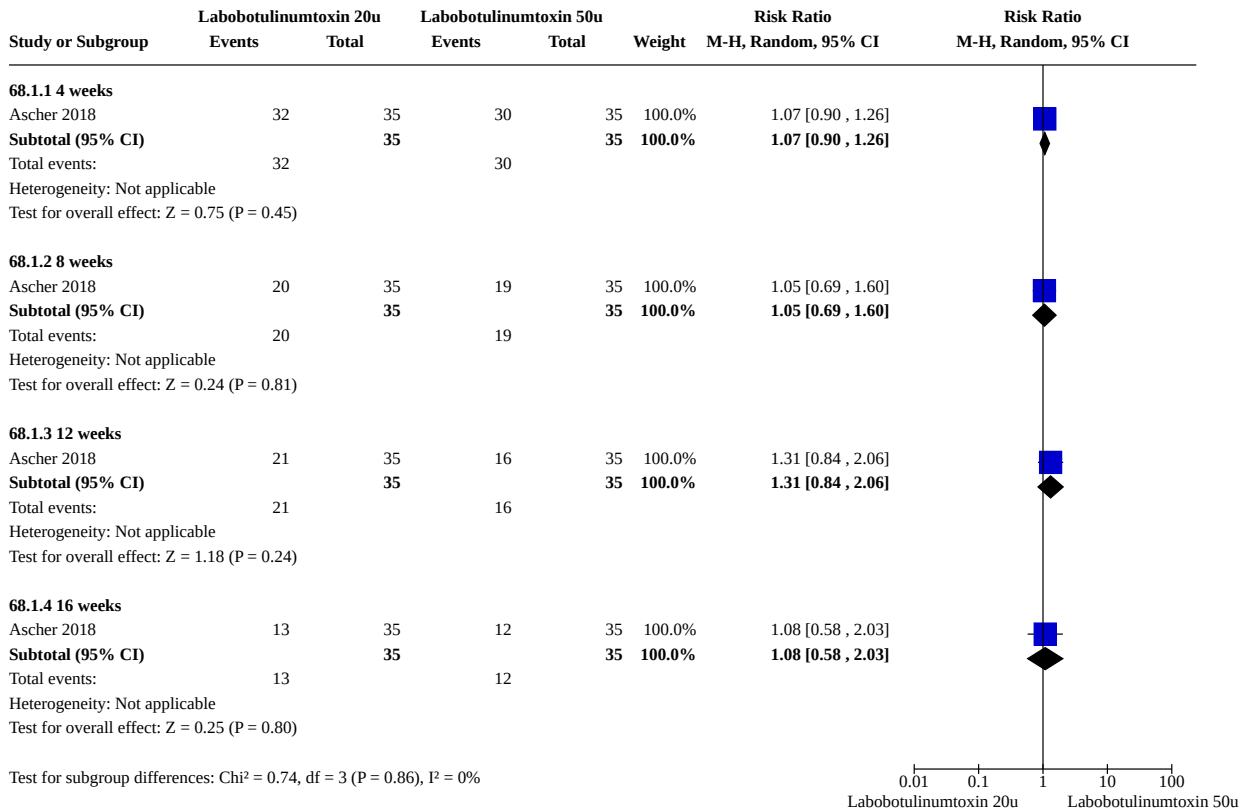 Labobotulinumtoxin 20u Labobotulinumtoxin 50u Risk Ratio Risk Ratio
Study or Subgroup Events Total Events Total Weight M-H, Random, 95% CI M-H, Random, 95% CI
68.1.1 4 weeks
Ascher 2018 32 35 30 35 100.0% 1.07 [0.90 , 1.26]
Subtotal (95% CI) 35 35 100.0% 1.07 [0.90 , 1.26]
Total events: 32 30
Heterogeneity: Not applicable
Test for overall effect: Z = 0.75 (P = 0.45)
68.1.2 8 weeks
Ascher 2018 20 35 19 35 100.0% 1.05 [0.69 , 1.60]
Subtotal (95% CI) 35 35 100.0% 1.05 [0.69 , 1.60]
Total events: 20 19
Heterogeneity: Not applicable
Test for overall effect: Z = 0.24 (P = 0.81)
68.1.3 12 weeks
Ascher 2018 21 35 16 35 100.0% 1.31 [0.84 , 2.06]
Subtotal (95% CI) 35 35 100.0% 1.31 [0.84 , 2.06]
Total events: 21 16
Heterogeneity: Not applicable
Test for overall effect: Z = 1.18 (P = 0.24)
68.1.4 16 weeks
Ascher 2018 13 35 12 35 100.0% 1.08 [0.58 , 2.03]
Subtotal (95% CI) 35 35 100.0% 1.08 [0.58 , 2.03]
Total events: 13 12
Heterogeneity: Not applicable
Test for overall effect: Z = 0.25 (P = 0.80)
Test for subgroup differences: Chi² = 0.74, df = 3 (P = 0.86), I² = 0%
0.01 0.1 1 10 100
Labobotulinumtoxin 20u Labobotulinumtoxin 50u